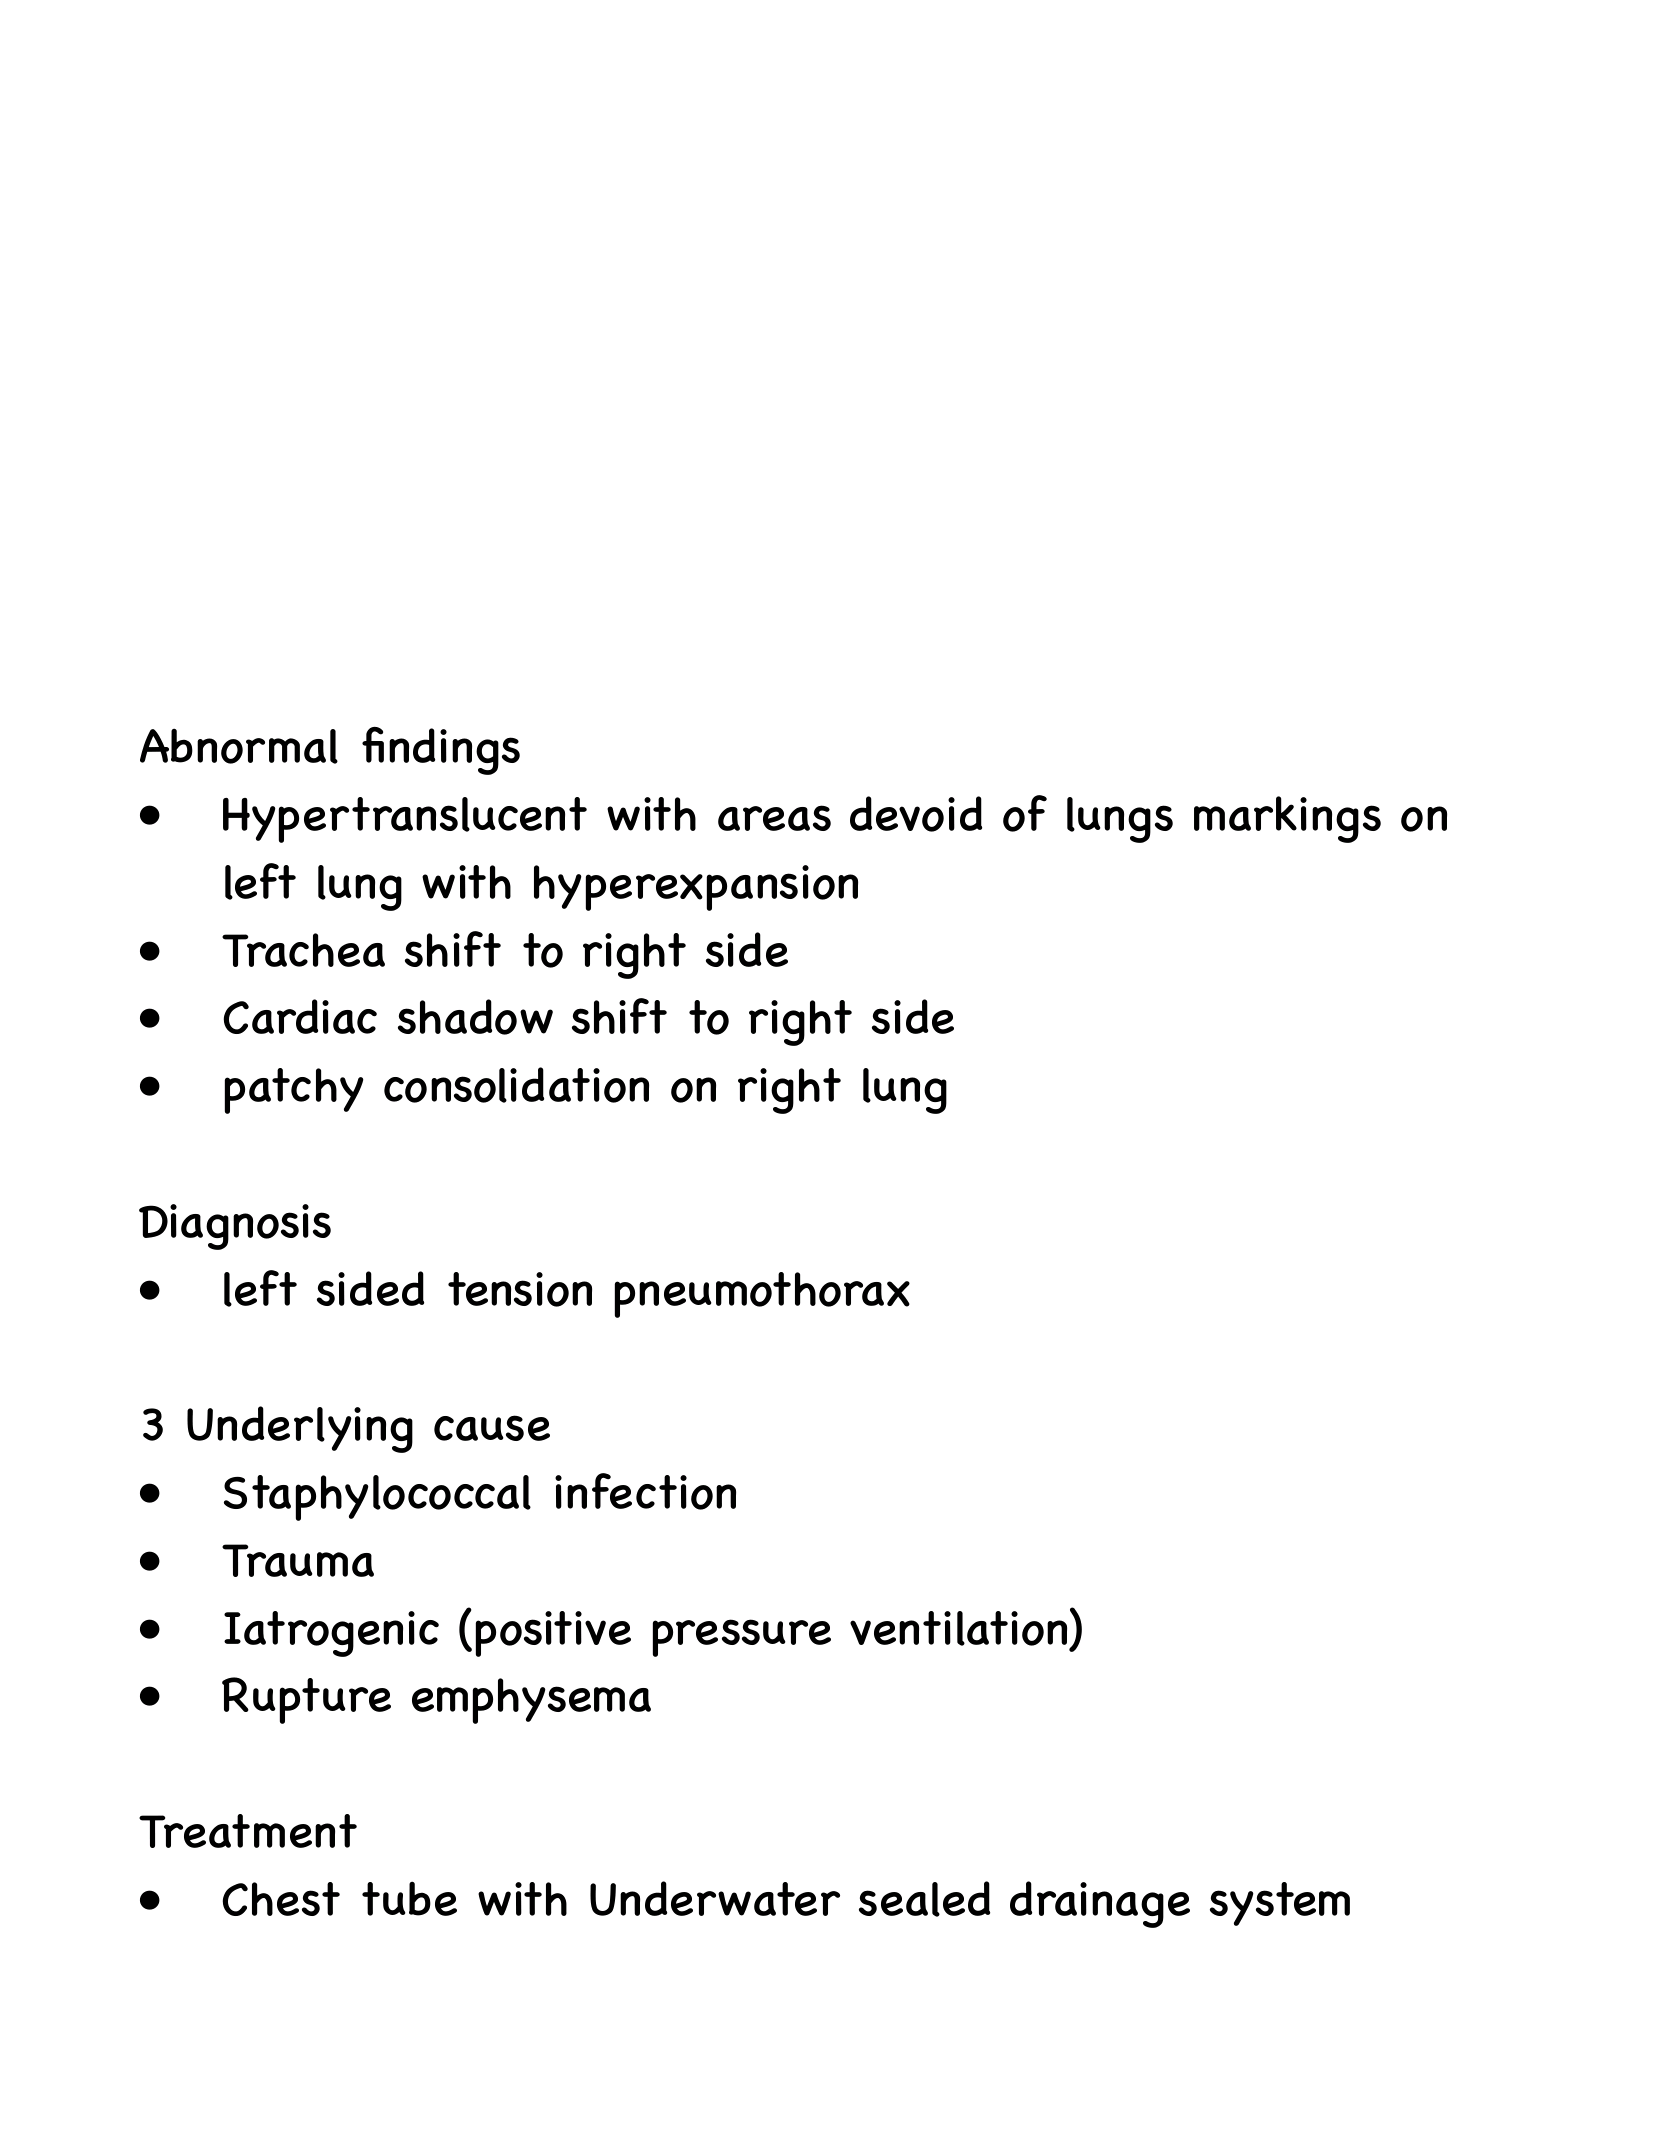 Abnormal findings
• Hypertranslucent with areas devoid of lungs markings on
left lung with hyperexpansion
• Trachea shift to right side
• Cardiac shadow shift to right side
• patchy consolidation on right lung
Diagnosis
• left sided tension pneumothorax
3 Underlying cause
• Staphylococcal infection
• Trauma
• Iatrogenic (positive pressure ventilation)
• Rupture emphysema
Treatment
• Chest tube with Underwater sealed drainage system